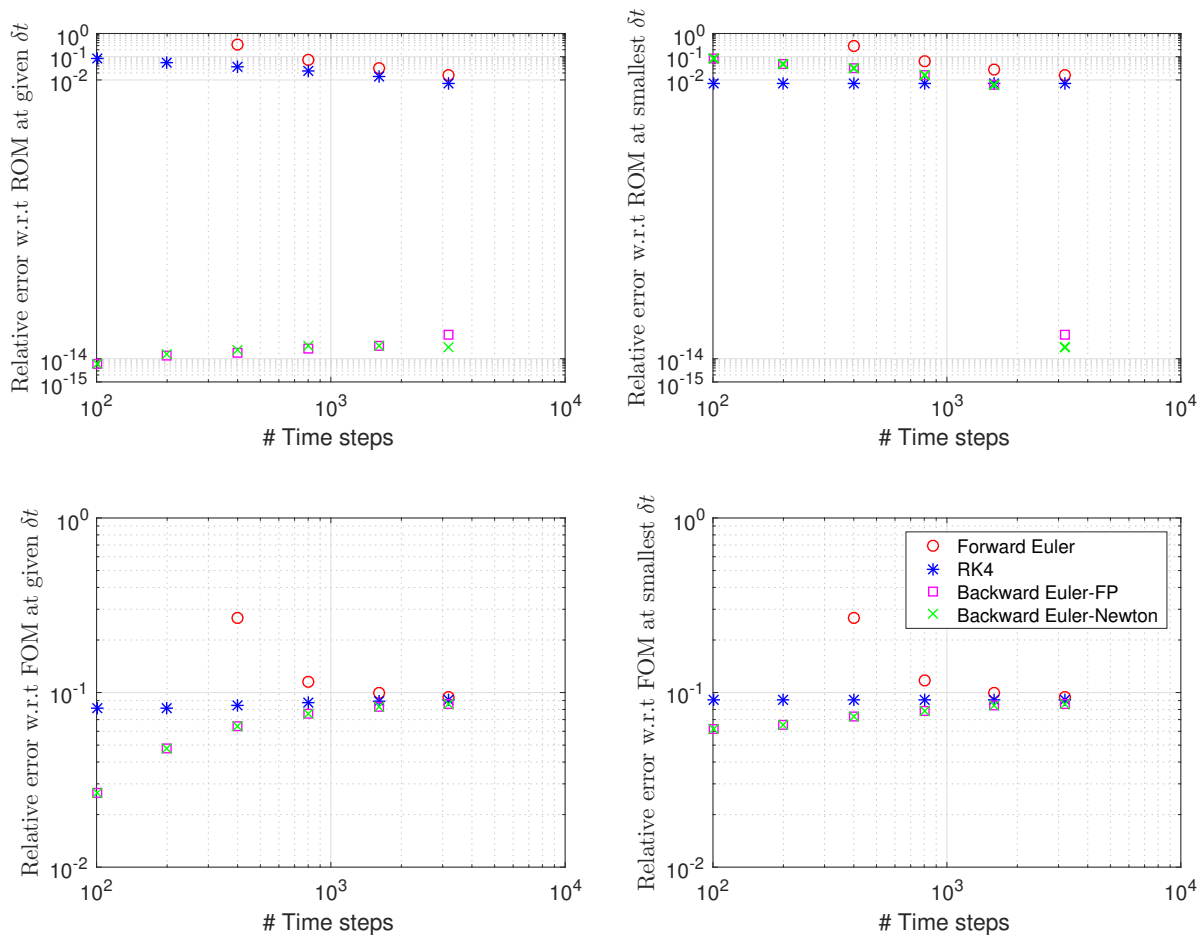 Relative error w.r.t ROM at given δt
10^0
10^-1
10^-2
10^-14
10^-15
10^2
10^3
10^4
# Time steps
Relative error w.r.t ROM at smallest δt
10^0
10^-1
10^-2
10^-14
10^-15
10^2
10^3
10^4
# Time steps
Relative error w.r.t FOM at given δt
10^0
10^-1
10^-2
10^2
10^3
10^4
# Time steps
Relative error w.r.t FOM at smallest δt
10^0
10^-1
10^-2
10^2
10^3
10^4
# Time steps
Forward Euler
RK4
Backward Euler-FP
Backward Euler-Newton